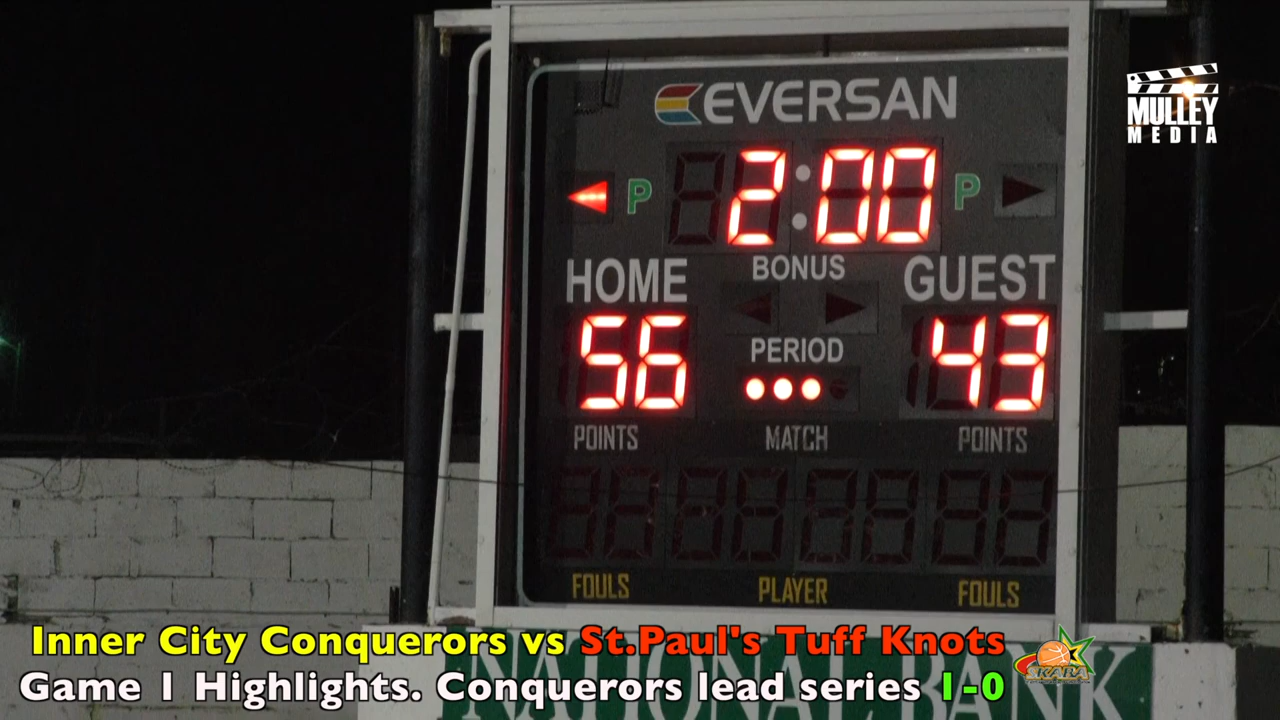 EVERSAN
MULLEY
MEDIA
P 2:00 P
HOME BONUS GUEST
56 PERIOD 43
POINTS MATCH POINTS
FOULS PLAYER FOULS
Inner City Conquerors vs St.Paul's Tuff Knots
NATIONAL BANK
SKABA
Game 1 Highlights. Conquerors lead series 1-0